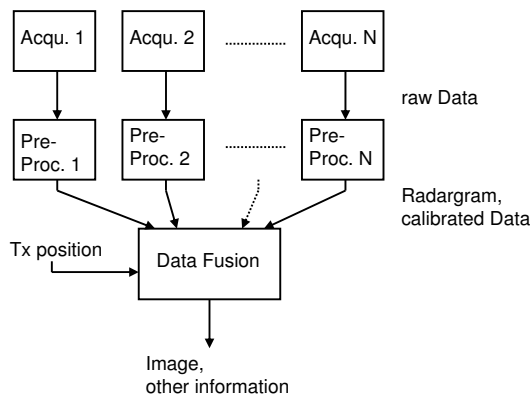 Acqu. 1
Acqu. 2
Acqu. N
raw Data
Pre-
Proc. 1
Pre-
Proc. 2
Pre-
Proc. N
Radargram,
calibrated Data
Tx position
Data Fusion
Image,
other information